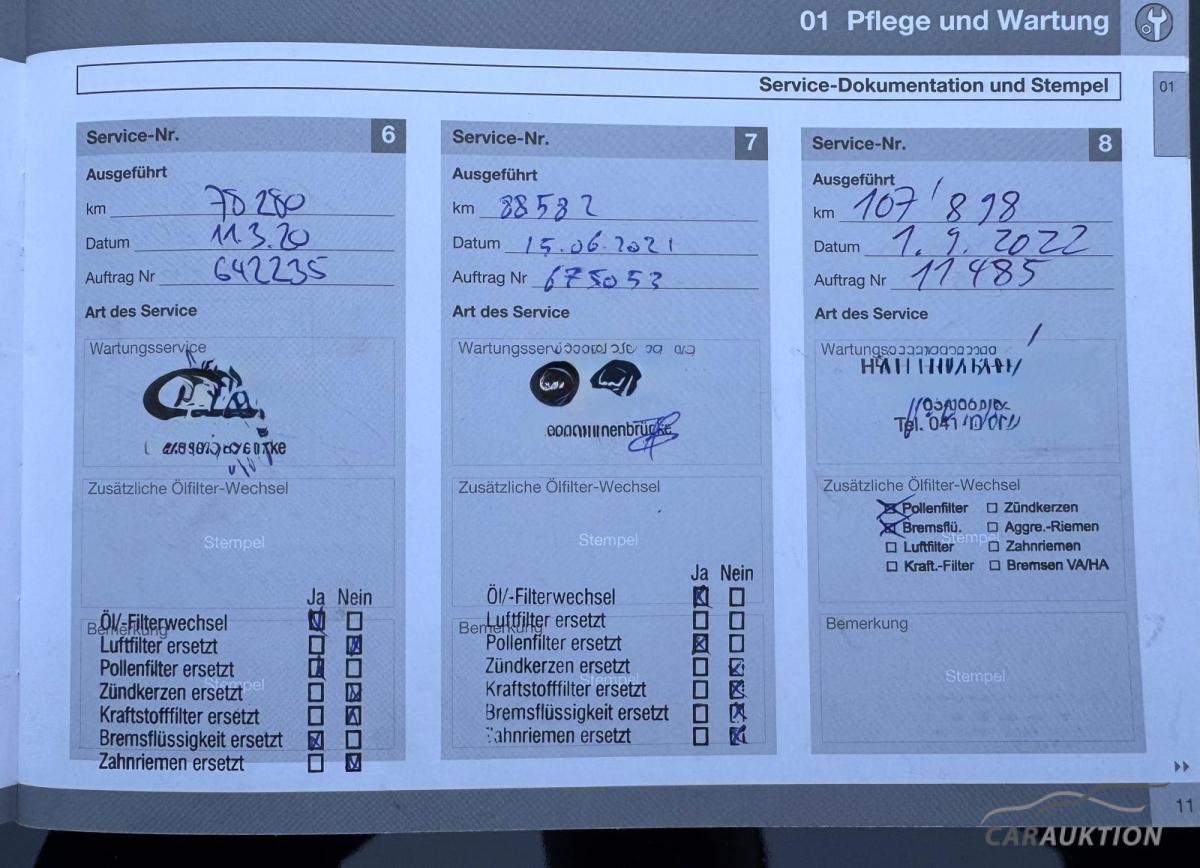 01 Pflege und Wartung
Service-Dokumentation und Stempel
01
Service-Nr. 6
Ausgeführt
km 78280
Datum 11.3.20
Auftrag Nr 642235
Art des Service
Wartungsservice
Zusätzliche Ölfilter-Wechsel
Stempel
Ja Nein
Öl/-Filterwechsel
Bemerkung
Luftfilter ersetzt
Pollenfilter ersetzt
Stempel
Zündkerzen ersetzt
Kraftstofffilter ersetzt
Bremsflüssigkeit ersetzt
Zahnriemen ersetzt
Service-Nr. 7
Ausgeführt
km 88582
Datum 15.06.2021
Auftrag Nr 675053
Art des Service
Zusätzliche Ölfilter-Wechsel
Stempel
Ja Nein
Öl/-Filterwechsel
Luftfilter ersetzt
Bemerkung
Pollenfilter ersetzt
Zündkerzen ersetzt
Stempel
Kraftstofffilter ersetzt
Bremsflüssigkeit ersetzt
Zahnriemen ersetzt
Service-Nr. 8
Ausgeführt
km 107'898
Datum 1.9.2022
Auftrag Nr 11485
Art des Service
Tel. 041
Zusätzliche Ölfilter-Wechsel
Pollenfilter Zündkerzen
Bremsflü. Aggre.-Riemen
Stempel
Luftfilter Zahnriemen
Kraft.-Filter Bremsen VA/HA
Bemerkung
Stempel
11
CARAUKTION